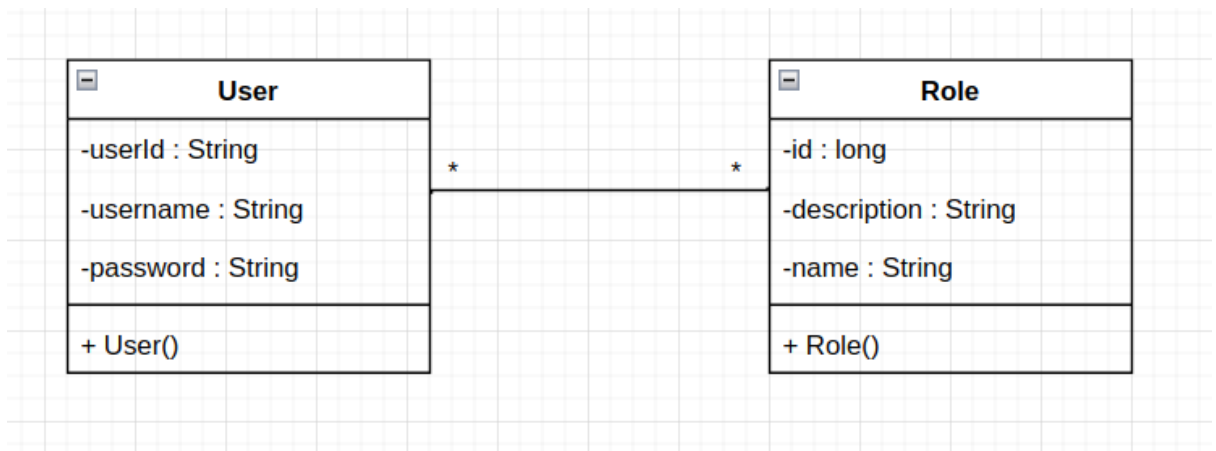 User
-userId : String
-username : String
-password : String
+ User()
*
*
Role
-id : long
-description : String
-name : String
+ Role()